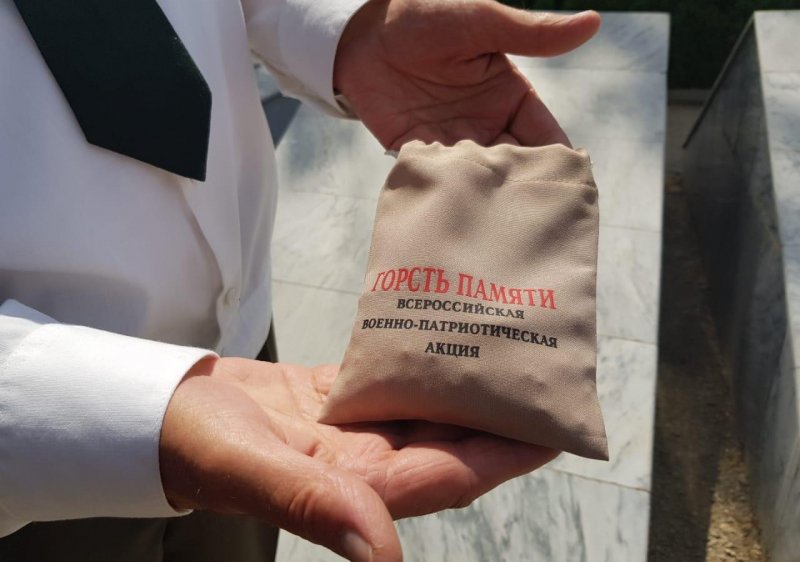 ГОРСТЬ ПАМЯТИ
ВСЕРОССИЙСКАЯ
ВОЕННО-ПАТРИОТИЧЕСКАЯ
АКЦИЯ